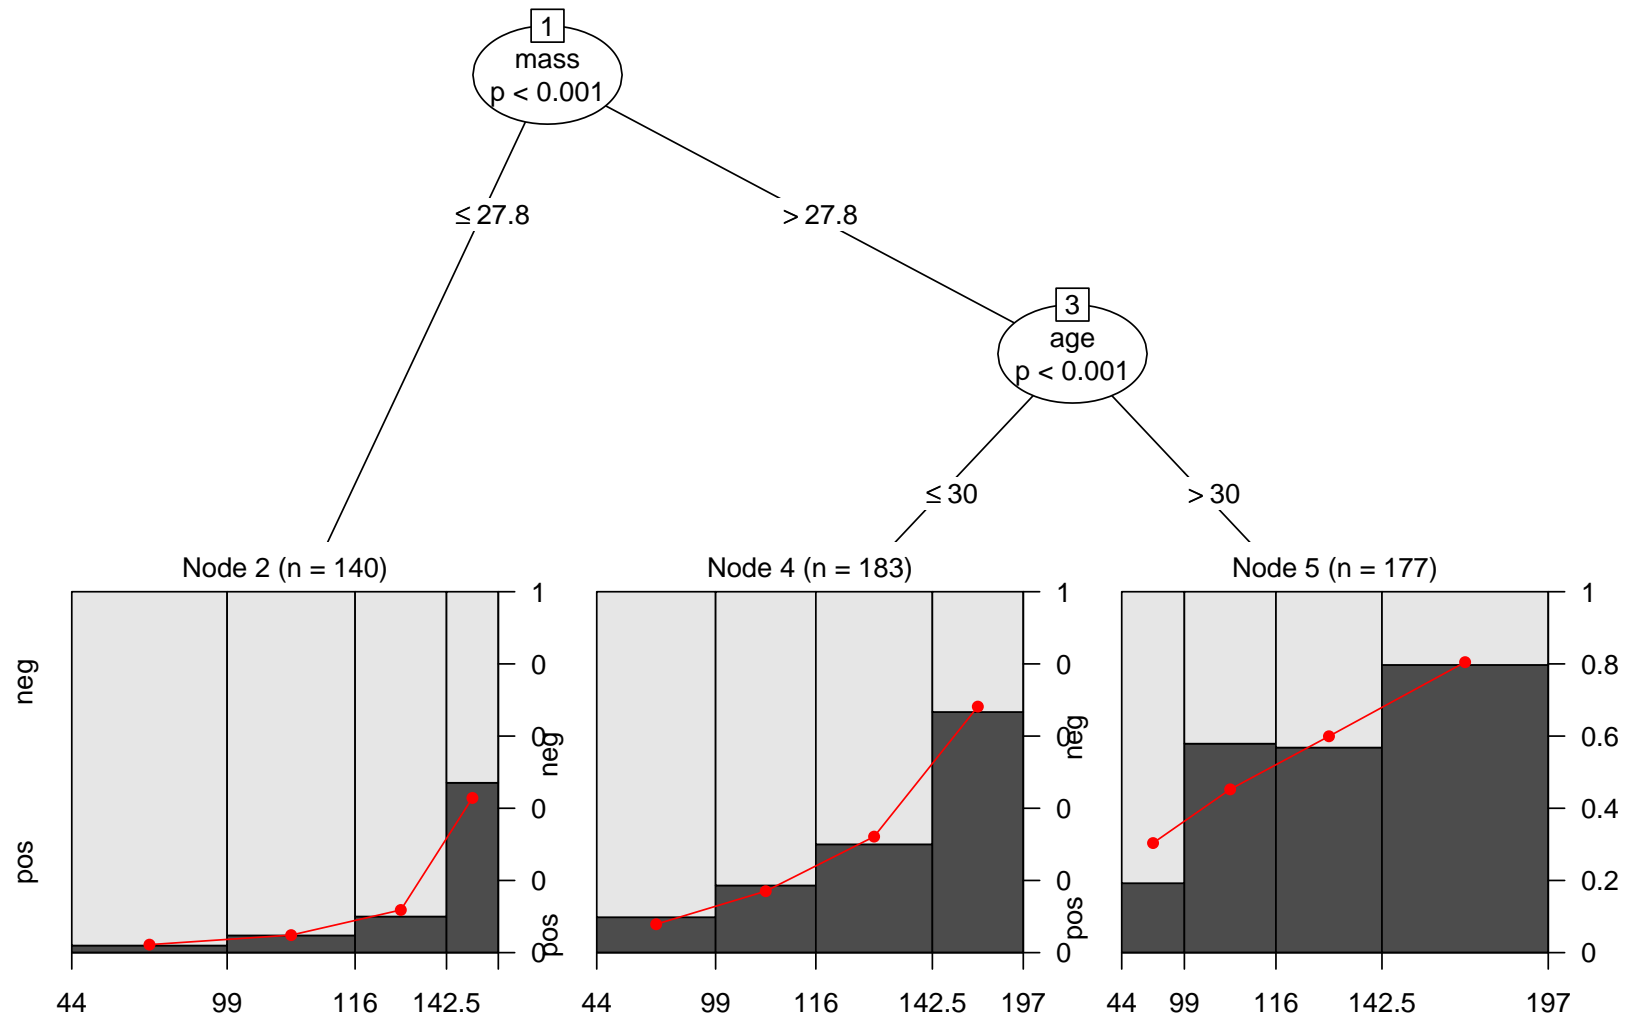 1
mass
p < 0.001
≤ 27.8
> 27.8
3
age
p < 0.001
≤ 30
> 30
Node 2 (n = 140)
neg
pos
1
0
0
0
0
0
44
99
116
142.5
Node 4 (n = 183)
neg
pos
1
0
0
0
0
0
44
99
116
142.5
197
Node 5 (n = 177)
neg
pos
1
0.8
0.6
0.4
0.2
0
44
99
116
142.5
197